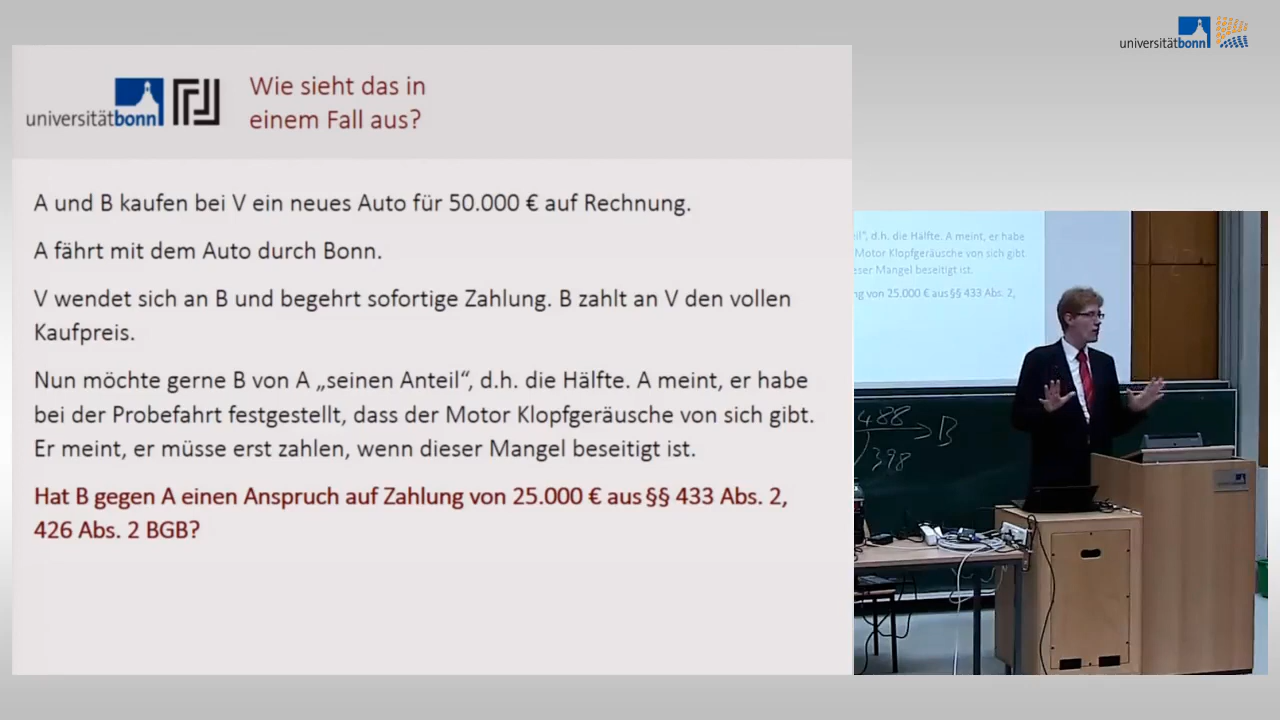 universitätbonn
universitätbonn
Wie sieht das in
einem Fall aus?
A und B kaufen bei V ein neues Auto für 50.000 € auf Rechnung.
A fährt mit dem Auto durch Bonn.
V wendet sich an B und begehrt sofortige Zahlung. B zahlt an V den vollen
Kaufpreis.
Nun möchte gerne B von A „seinen Anteil“, d.h. die Hälfte. A meint, er habe
bei der Probefahrt festgestellt, dass der Motor Klopfgeräusche von sich gibt.
Er meint, er müsse erst zahlen, wenn dieser Mangel beseitigt ist.
Hat B gegen A einen Anspruch auf Zahlung von 25.000 € aus §§ 433 Abs. 2,
426 Abs. 2 BGB?
eil“, d.h. die Hälfte. A meint, er habe
Motor Klopfgeräusche von sich gibt.
eser Mangel beseitigt ist.
ng von 25.000 € aus §§ 433 Abs. 2,
488
B
398